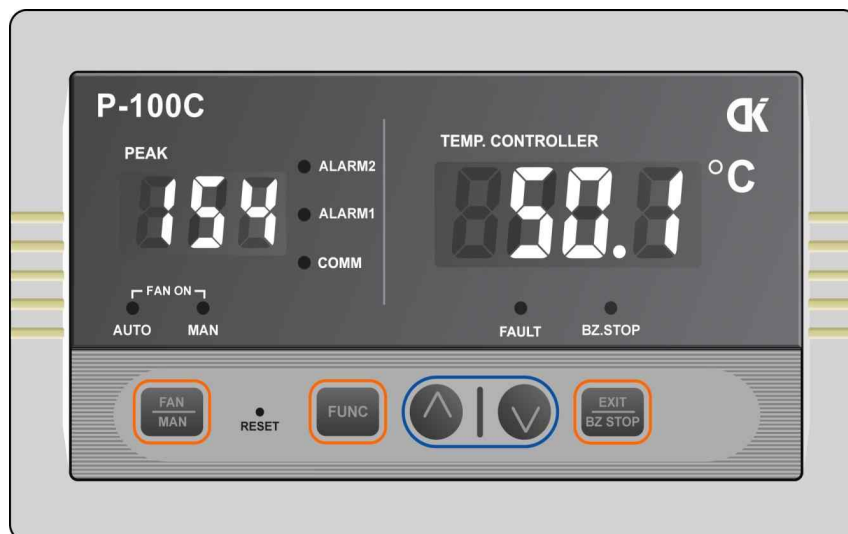 P-100C
PEAK
154
ALARM2
ALARM1
COMM
FAN ON
AUTO
MAN
TEMP. CONTROLLER
50.1
°C
FAULT
BZ.STOP
FAN
MAN
RESET
FUNC
EXIT
BZ STOP